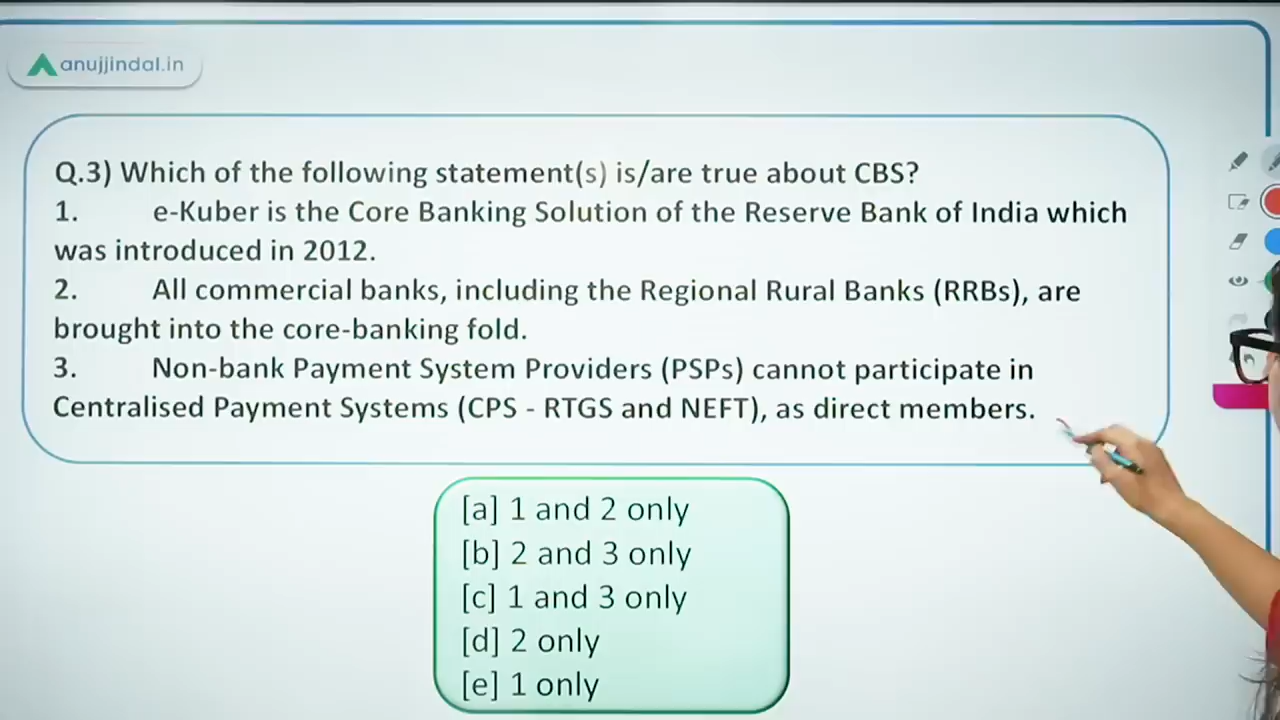 anujjindal.in
Q.3) Which of the following statement(s) is/are true about CBS?
1. e-Kuber is the Core Banking Solution of the Reserve Bank of India which
was introduced in 2012.
2. All commercial banks, including the Regional Rural Banks (RRBs), are
brought into the core-banking fold.
3. Non-bank Payment System Providers (PSPs) cannot participate in
Centralised Payment Systems (CPS - RTGS and NEFT), as direct members.
[a] 1 and 2 only
[b] 2 and 3 only
[c] 1 and 3 only
[d] 2 only
[e] 1 only